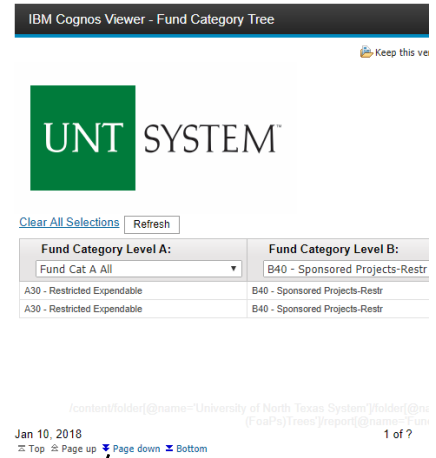 IBM Cognos Viewer - Fund Category Tree
Keep this ver
UNT SYSTEM™
Clear All Selections Refresh
Fund Category Level A: Fund Category Level B:
Fund Cat A All B40 - Sponsored Projects-Restr
A30 - Restricted Expendable B40 - Sponsored Projects-Restr
A30 - Restricted Expendable B40 - Sponsored Projects-Restr
/content/folder[@name='University of North Texas System']/folder[@na
(FoaPs)Trees']/report[@name='Fun
Jan 10, 2018 1 of ?
Top Page up Page down Bottom